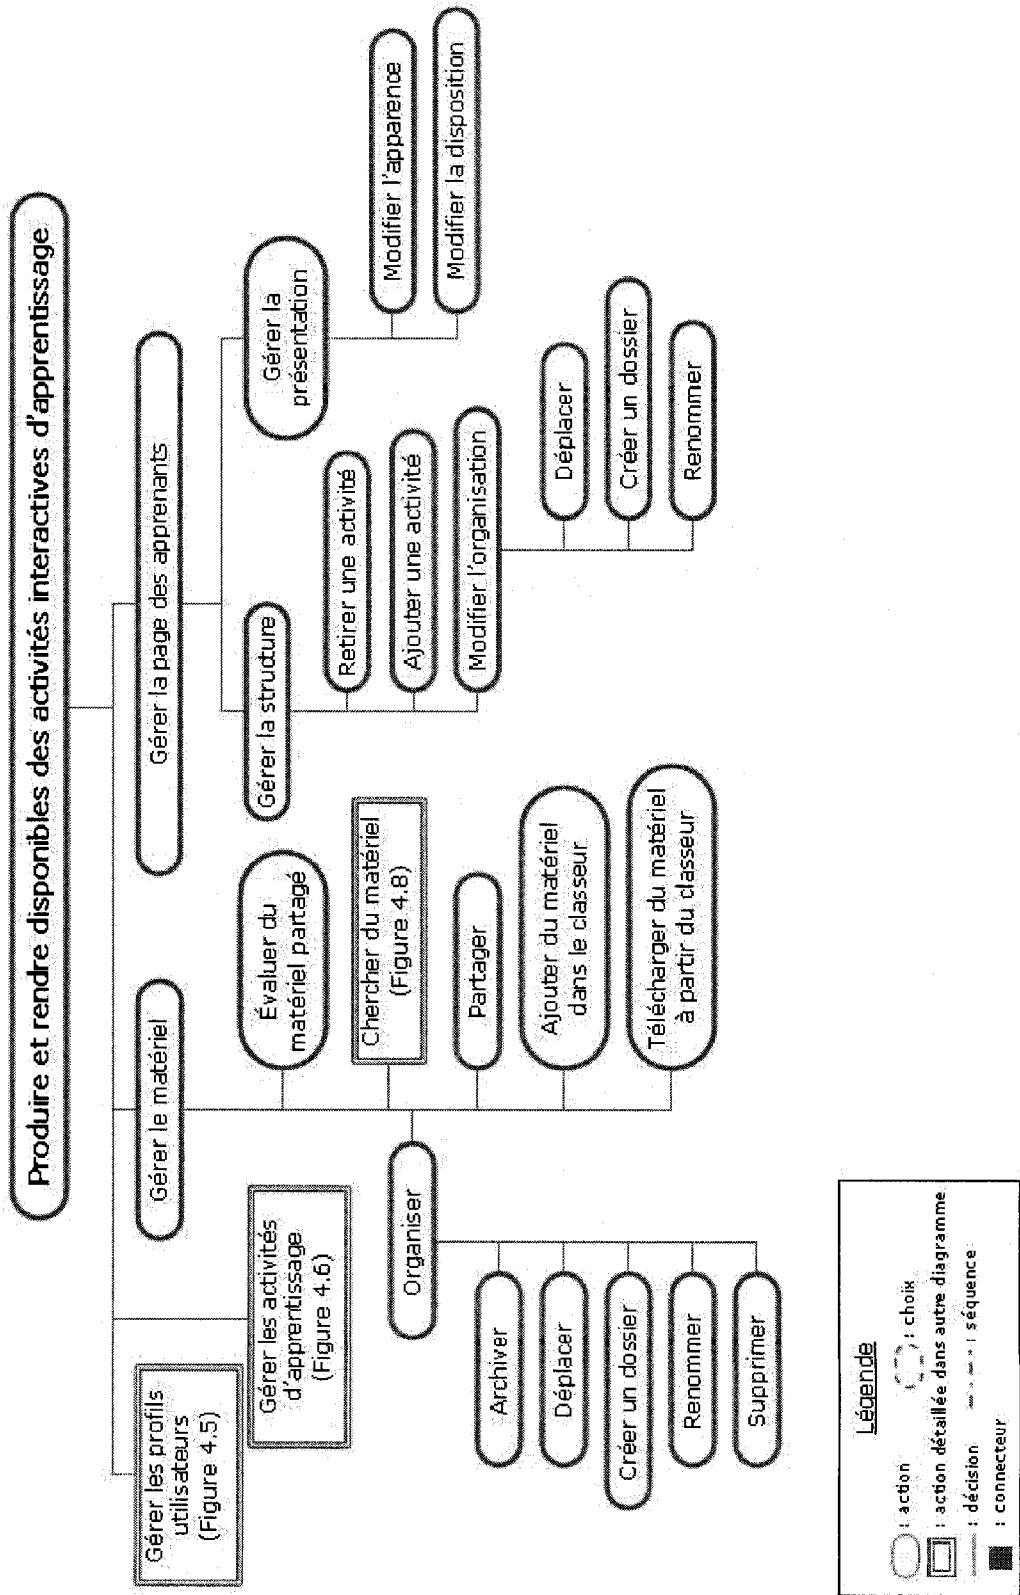 Produire et rendre disponibles des activités interactives d'apprentissage
Gérer les profils
utilisateurs
(Figure 4.5)
Gérer les activités
d'apprentissage
(Figure 4.6)
Gérer le matériel
Évaluer du
matériel partagé
Chercher du matériel
(Figure 4.8)
Organiser
Archiver
Déplacer
Créer un dossier
Renommer
Supprimer
Partager
Ajouter du matériel
dans le classeur
Télécharger du matériel
à partir du classeur
Gérer la page des apprenants
Gérer la structure
Retirer une activité
Ajouter une activité
Modifier l'organisation
Déplacer
Créer un dossier
Renommer
Gérer la
présentation
Modifier l'apparence
Modifier la disposition
Légende
: action
: choix
: action détaillée dans autre diagramme
: décision
: séquence
: connecteur